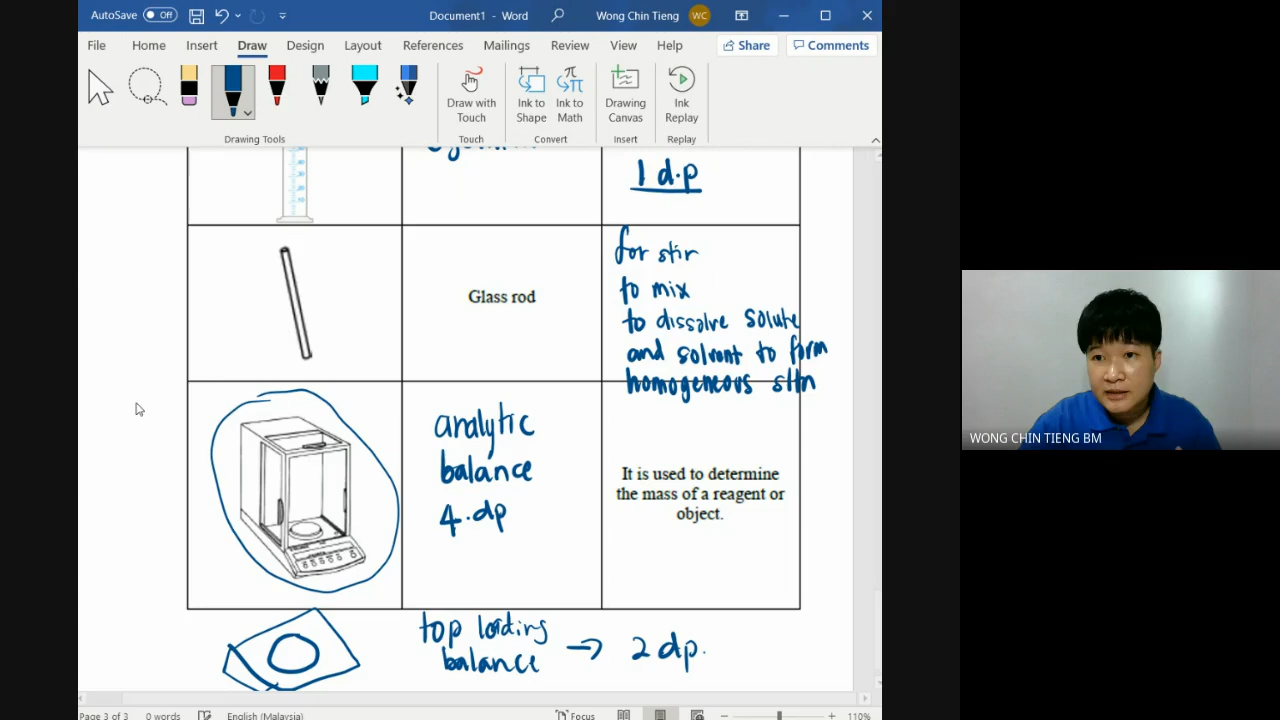 AutoSave Off
Document1 - Word
Wong Chin Tieng WC
File Home Insert Draw Design Layout References Mailings Review View Help Share Comments
Draw with Touch
Ink to Shape
Ink to Math
Drawing Canvas
Ink Replay
Drawing Tools Touch Convert Insert Replay
1 d.p
Glass rod
for stir
to mix
to dissolve solute
and solvent to form
homogeneous sltn
analytic
balance
4.dp
It is used to determine
the mass of a reagent or
object.
top loading
balance → 2 dp.
Page 3 of 3 0 words English (Malaysia) Focus 110%
WONG CHIN TIENG BM